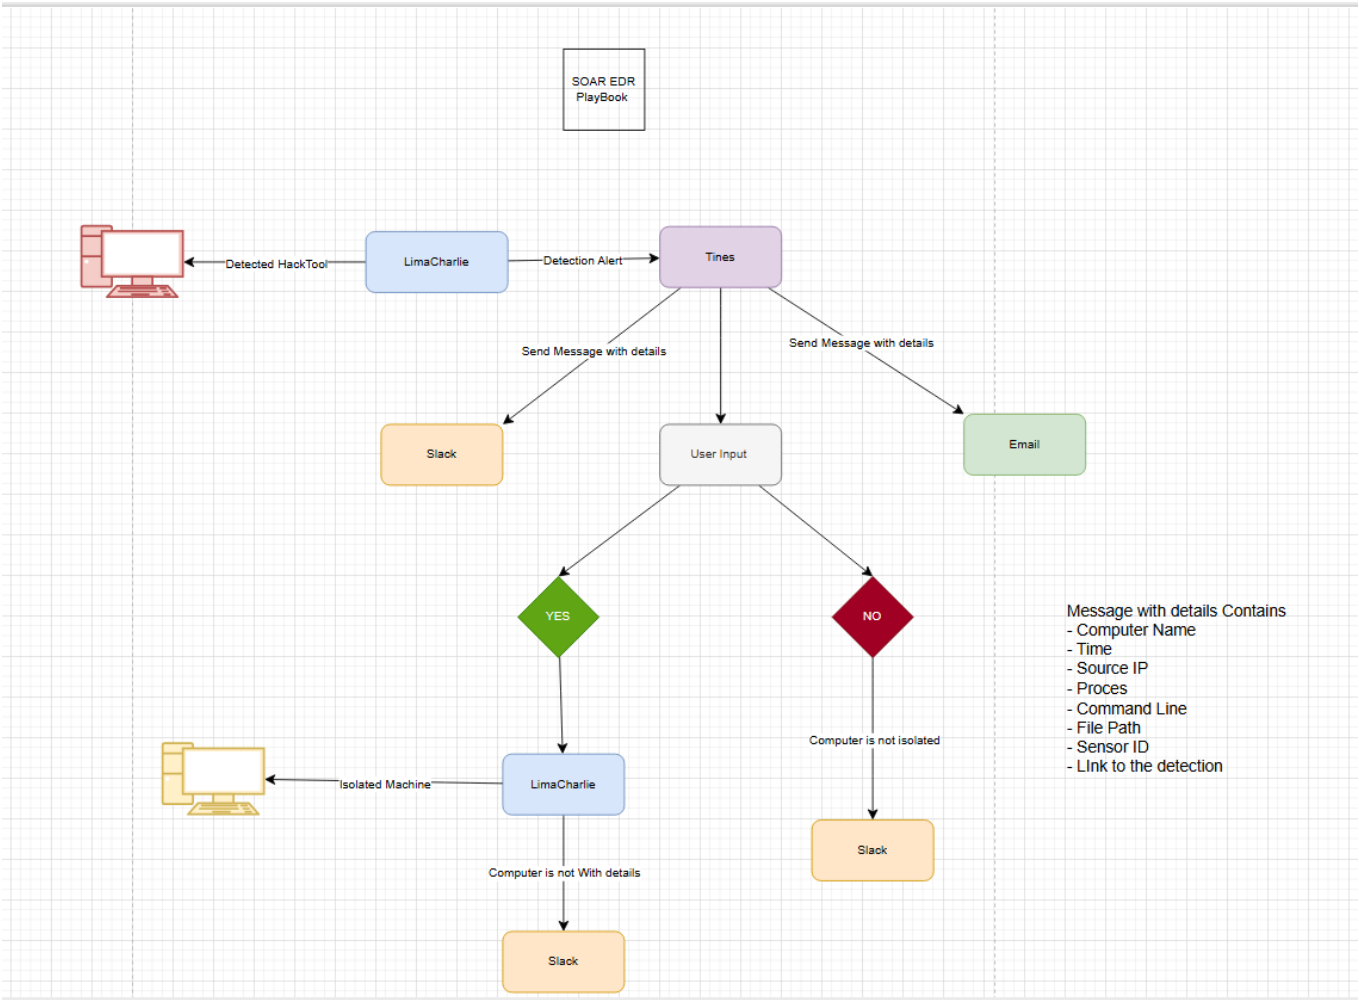 SOAR EDR
PlayBook
Detected HackTool
LimaCharlie
Detection Alert
Tines
Send Message with details
Send Message with details
Slack
User Input
Email
YES
NO
Message with details Contains
- Computer Name
- Time
- Source IP
- Proces
- Command Line
- File Path
- Sensor ID
- LInk to the detection
Computer is not isolated
Isolated Machine
LimaCharlie
Slack
Computer is not With details
Slack